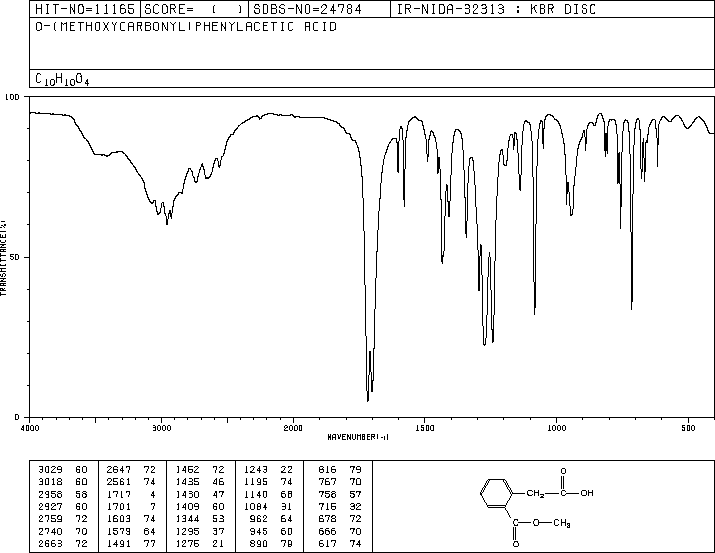 HIT-NO=11165 SCORE= ( ) SDBS-NO=24784 IR-NIDA-32313 : KBR DISC
O-(METHOXYCARBONYL)PHENYLACETIC ACID
C10H10O4
100
50
0
TRANSMITTANCE(%)
4000 3000 2000 1500 1000 500
WAVENUMBER(-1)
3029 60 2647 72 1452 72 1243 22 816 79
3018 60 2561 74 1435 46 1195 74 767 70
2958 58 1717 4 1430 47 1140 68 758 57
2927 60 1701 7 1409 60 1084 31 716 32
2759 72 1603 74 1344 53 962 64 678 72
2740 70 1579 64 1295 37 945 60 666 70
2663 72 1491 77 1275 21 890 79 617 74
O
CH2 C OH
C O CH3
O